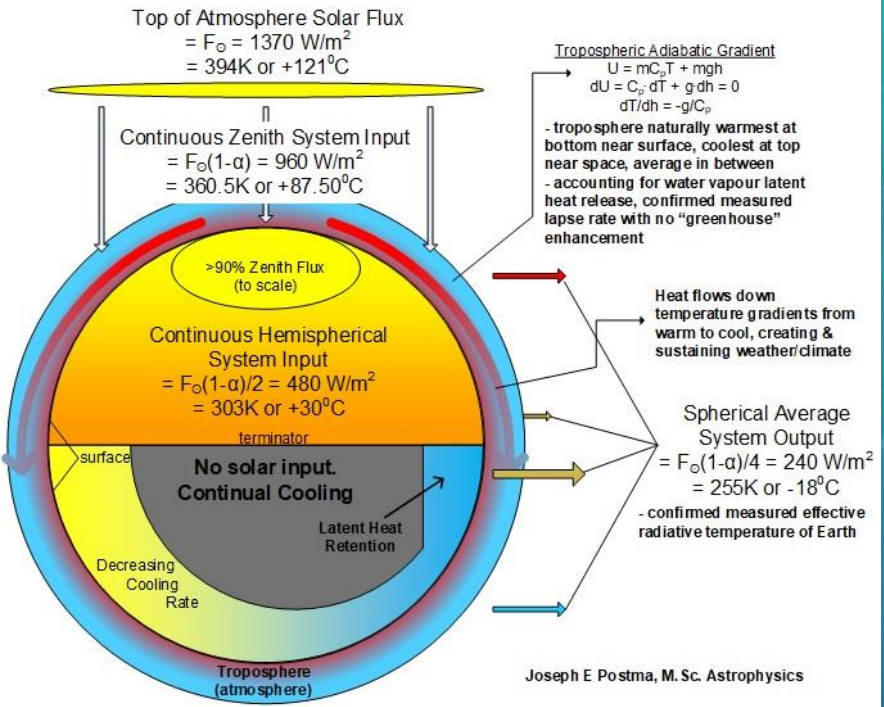 Top of Atmosphere Solar Flux
= F☉ = 1370 W/m²
= 394K or +121⁰C
Continuous Zenith System Input
= F☉(1-α) = 960 W/m²
= 360.5K or +87.50⁰C
>90% Zenith Flux
(to scale)
Continuous Hemispherical
System Input
= F☉(1-α)/2 = 480 W/m²
= 303K or +30⁰C
terminator
surface
No solar input.
Continual Cooling
Latent Heat
Retention
Decreasing
Cooling
Rate
Troposphere
(atmosphere)
Tropospheric Adiabatic Gradient
U = mCₚT + mgh
dU = Cₚ·dT + g·dh = 0
dT/dh = -g/Cₚ
- troposphere naturally warmest at
bottom near surface, coolest at top
near space, average in between
- accounting for water vapour latent
heat release, confirmed measured
lapse rate with no “greenhouse”
enhancement
Heat flows down
temperature gradients from
warm to cool, creating &
sustaining weather/climate
Spherical Average
System Output
= F☉(1-α)/4 = 240 W/m²
= 255K or -18⁰C
- confirmed measured effective
radiative temperature of Earth
Joseph E Postma, M.Sc. Astrophysics